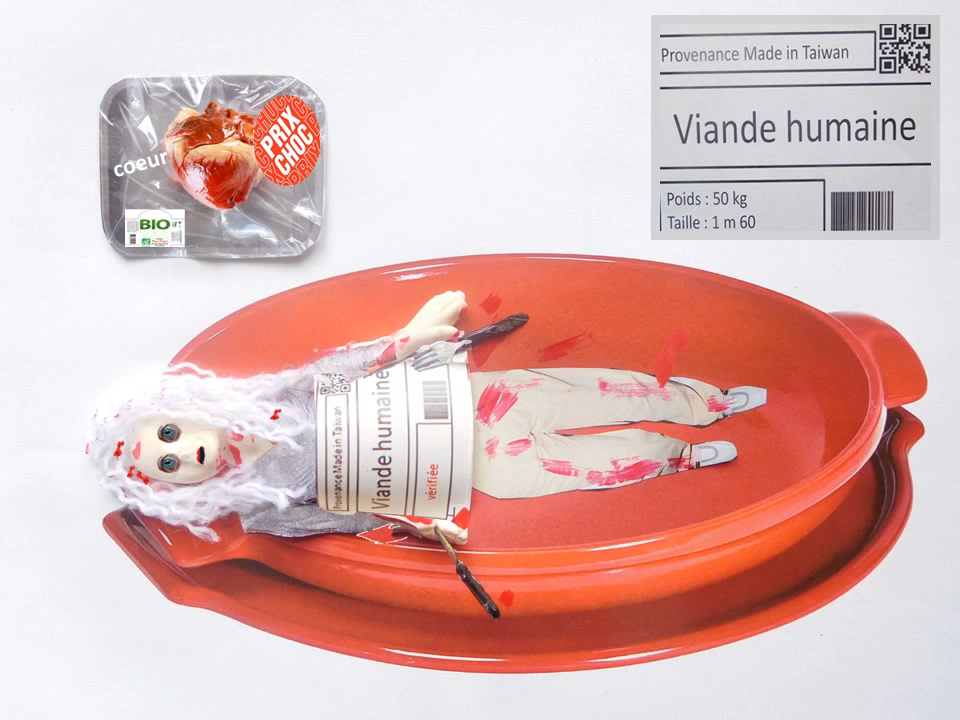 coeur
PRIX
CHOC
BIO
Provenance Made in Taiwan
Viande humaine
Poids : 50 kg
Taille : 1 m 60
Provenance Made in Taiwan
Viande humaine
vérifiée